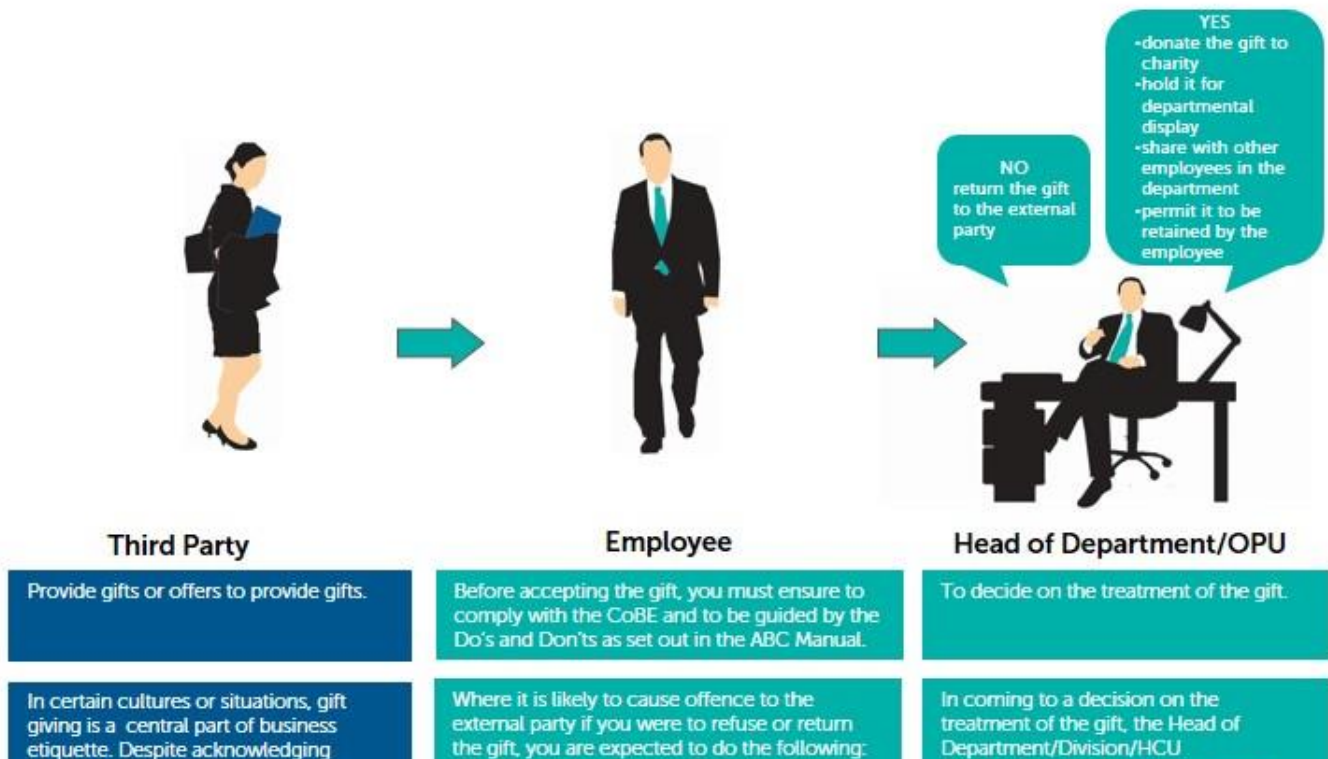 YES
•donate the gift to
charity
•hold it for
departmental
display
•share with other
employees in the
department
•permit it to be
retained by the
employee
NO
return the gift
to the external
party
Third Party
Employee
Head of Department/OPU
Provide gifts or offers to provide gifts.
Before accepting the gift, you must ensure to
comply with the CoBE and to be guided by the
Do's and Don'ts as set out in the ABC Manual.
To decide on the treatment of the gift.
In certain cultures or situations, gift
giving is a central part of business
etiquette. Despite acknowledging
Where it is likely to cause offence to the
external party if you were to refuse or return
the gift, you are expected to do the following:
In coming to a decision on the
treatment of the gift, the Head of
Department/Division/HCU